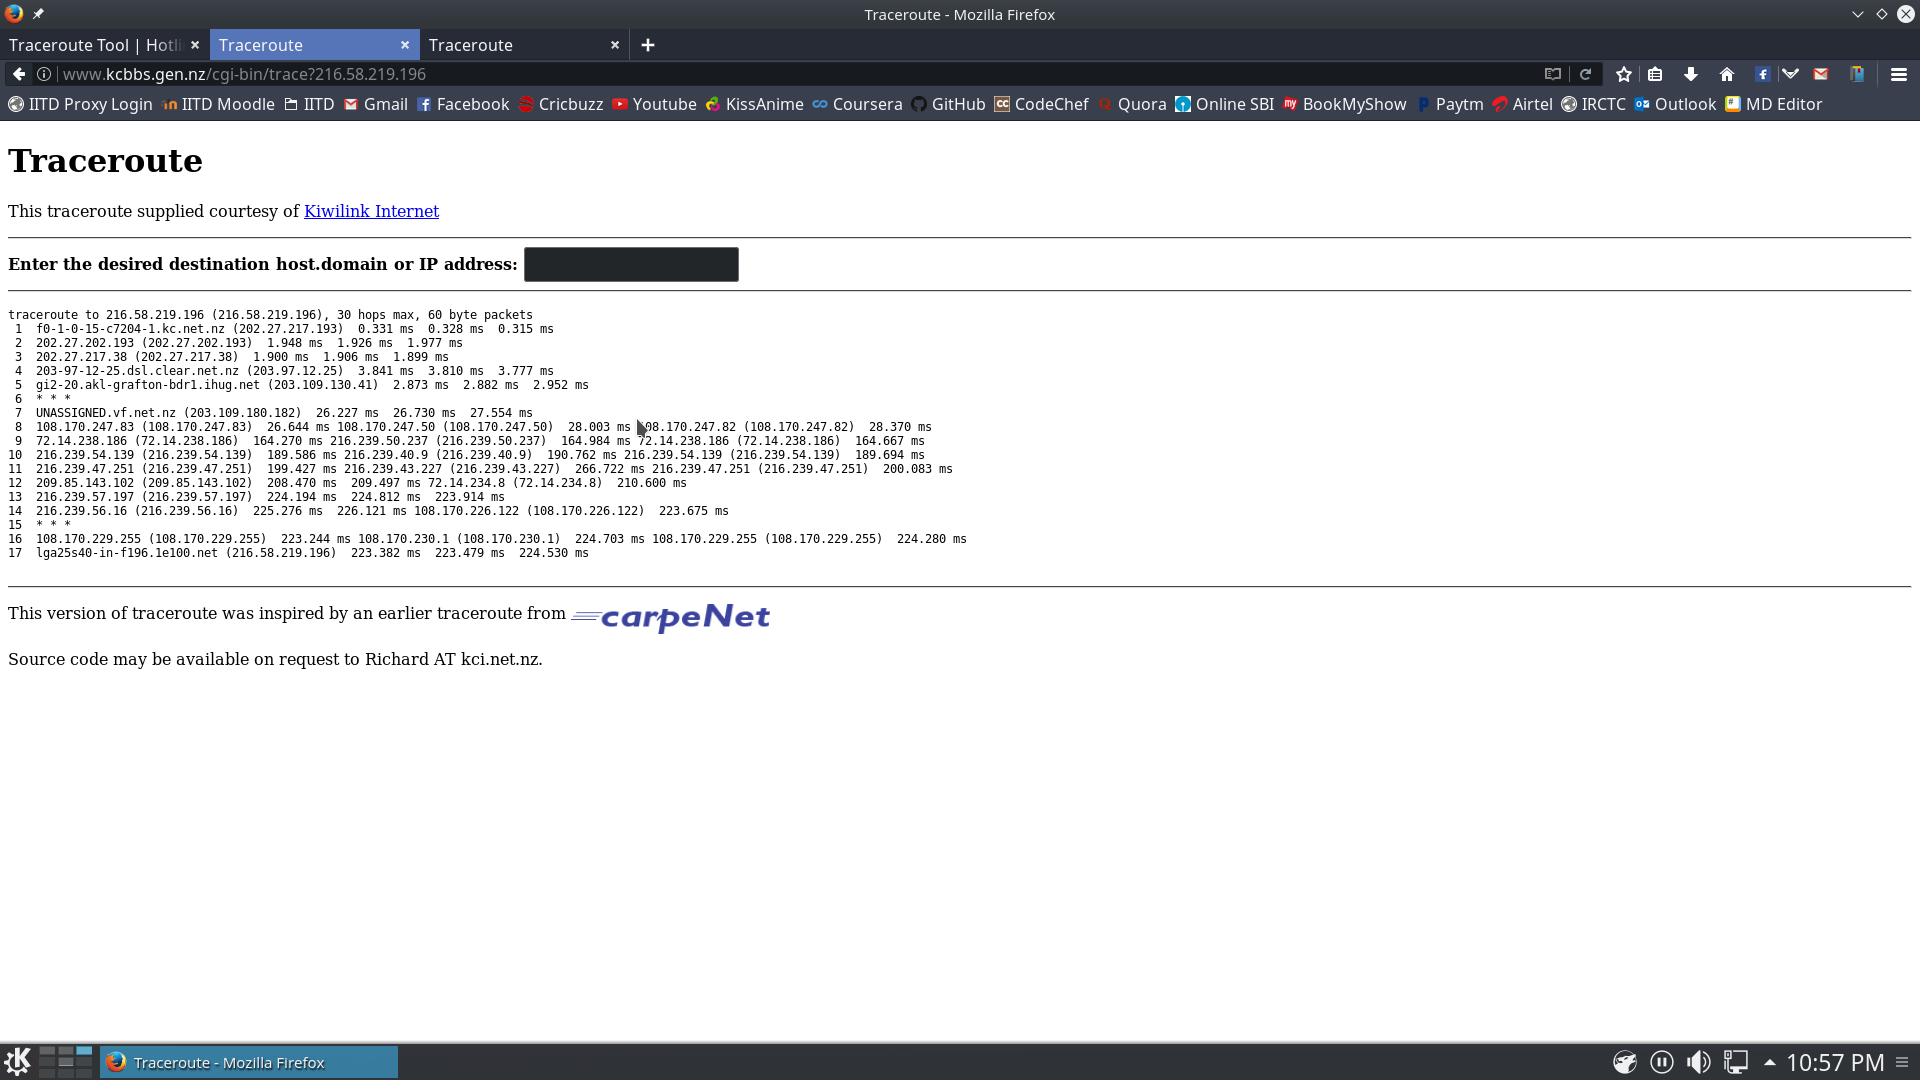 Traceroute - Mozilla Firefox
Traceroute Tool | Hotli
Traceroute
Traceroute
www.kcbbs.gen.nz/cgi-bin/trace?216.58.219.196
IITD Proxy Login IITD Moodle IITD Gmail Facebook Cricbuzz Youtube KissAnime Coursera GitHub CodeChef Quora Online SBI BookMyShow Paytm Airtel IRCTC Outlook MD Editor
Traceroute
This traceroute supplied courtesy of Kiwilink Internet
Enter the desired destination host.domain or IP address:
traceroute to 216.58.219.196 (216.58.219.196), 30 hops max, 60 byte packets
1 f0-1-0-15-c7204-1.kc.net.nz (202.27.217.193) 0.331 ms 0.328 ms 0.315 ms
2 202.27.202.193 (202.27.202.193) 1.948 ms 1.926 ms 1.977 ms
3 202.27.217.38 (202.27.217.38) 1.900 ms 1.906 ms 1.899 ms
4 203-97-12-25.dsl.clear.net.nz (203.97.12.25) 3.841 ms 3.810 ms 3.777 ms
5 gi2-20.akl-grafton-bdr1.ihug.net (203.109.130.41) 2.873 ms 2.882 ms 2.952 ms
6 * * *
7 UNASSIGNED.vf.net.nz (203.109.180.182) 26.227 ms 26.730 ms 27.554 ms
8 108.170.247.83 (108.170.247.83) 26.644 ms 108.170.247.50 (108.170.247.50) 28.003 ms 108.170.247.82 (108.170.247.82) 28.370 ms
9 72.14.238.186 (72.14.238.186) 164.270 ms 216.239.50.237 (216.239.50.237) 164.984 ms 72.14.238.186 (72.14.238.186) 164.667 ms
10 216.239.54.139 (216.239.54.139) 189.586 ms 216.239.40.9 (216.239.40.9) 190.762 ms 216.239.54.139 (216.239.54.139) 189.694 ms
11 216.239.47.251 (216.239.47.251) 199.427 ms 216.239.43.227 (216.239.43.227) 266.722 ms 216.239.47.251 (216.239.47.251) 200.083 ms
12 209.85.143.102 (209.85.143.102) 208.470 ms 209.497 ms 72.14.234.8 (72.14.234.8) 210.600 ms
13 216.239.57.197 (216.239.57.197) 224.194 ms 224.812 ms 223.914 ms
14 216.239.56.16 (216.239.56.16) 225.276 ms 226.121 ms 108.170.226.122 (108.170.226.122) 223.675 ms
15 * * *
16 108.170.229.255 (108.170.229.255) 223.244 ms 108.170.230.1 (108.170.230.1) 224.703 ms 108.170.229.255 (108.170.229.255) 224.280 ms
17 lga25s40-in-f196.1e100.net (216.58.219.196) 223.382 ms 223.479 ms 224.530 ms
This version of traceroute was inspired by an earlier traceroute from carpeNet
Source code may be available on request to Richard AT kci.net.nz.
Traceroute - Mozilla Firefox
10:57 PM